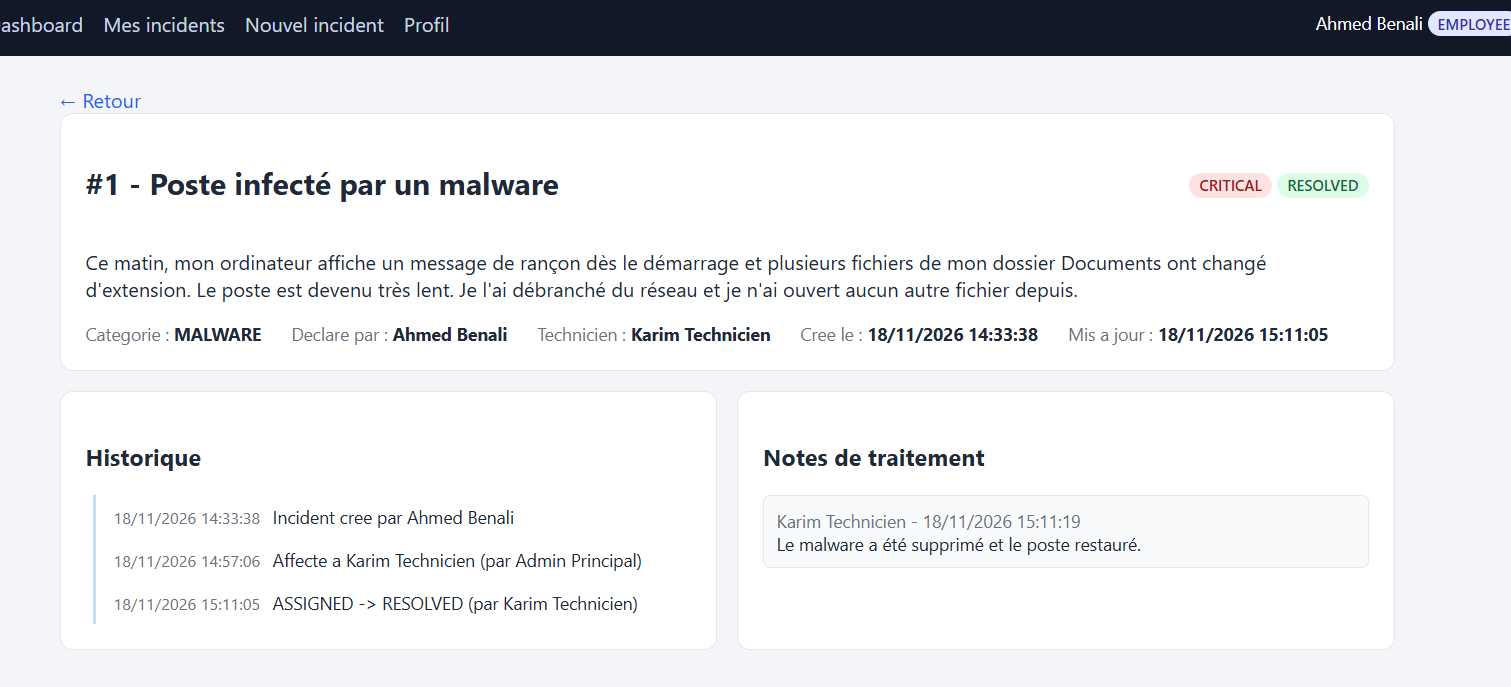 ashboard Mes incidents Nouvel incident Profil Ahmed Benali EMPLOYEE
← Retour
#1 - Poste infecté par un malware CRITICAL RESOLVED
Ce matin, mon ordinateur affiche un message de rançon dès le démarrage et plusieurs fichiers de mon dossier Documents ont changé
d'extension. Le poste est devenu très lent. Je l'ai débranché du réseau et je n'ai ouvert aucun autre fichier depuis.
Categorie : MALWARE Declare par : Ahmed Benali Technicien : Karim Technicien Cree le : 18/11/2026 14:33:38 Mis a jour : 18/11/2026 15:11:05
Historique
18/11/2026 14:33:38 Incident cree par Ahmed Benali
18/11/2026 14:57:06 Affecte a Karim Technicien (par Admin Principal)
18/11/2026 15:11:05 ASSIGNED -> RESOLVED (par Karim Technicien)
Notes de traitement
Karim Technicien - 18/11/2026 15:11:19
Le malware a été supprimé et le poste restauré.